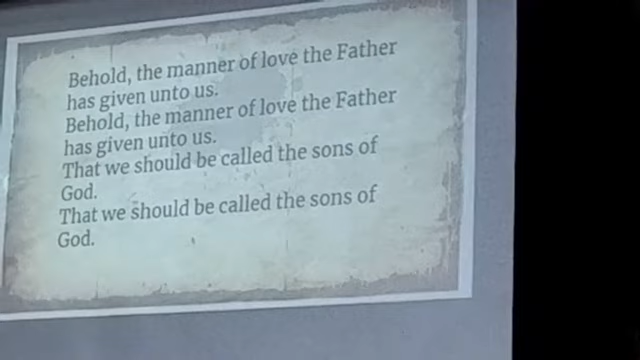 Behold, the manner of love the Father
has given unto us.
Behold, the manner of love the Father
has given unto us.
That we should be called the sons of
God.
That we should be called the sons of
God.